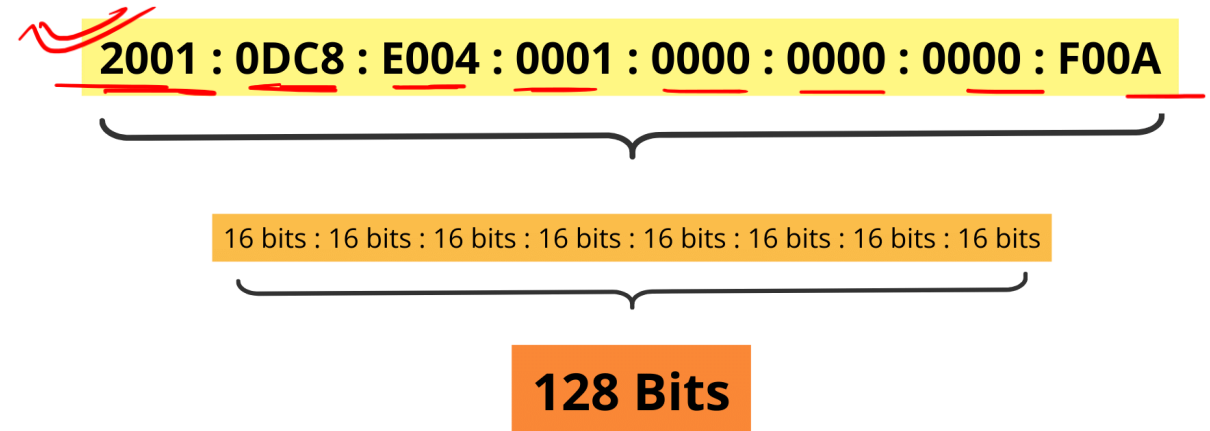 2001 : 0DC8 : E004 : 0001 : 0000 : 0000 : 0000 : F00A
16 bits : 16 bits : 16 bits : 16 bits : 16 bits : 16 bits : 16 bits : 16 bits
128 Bits